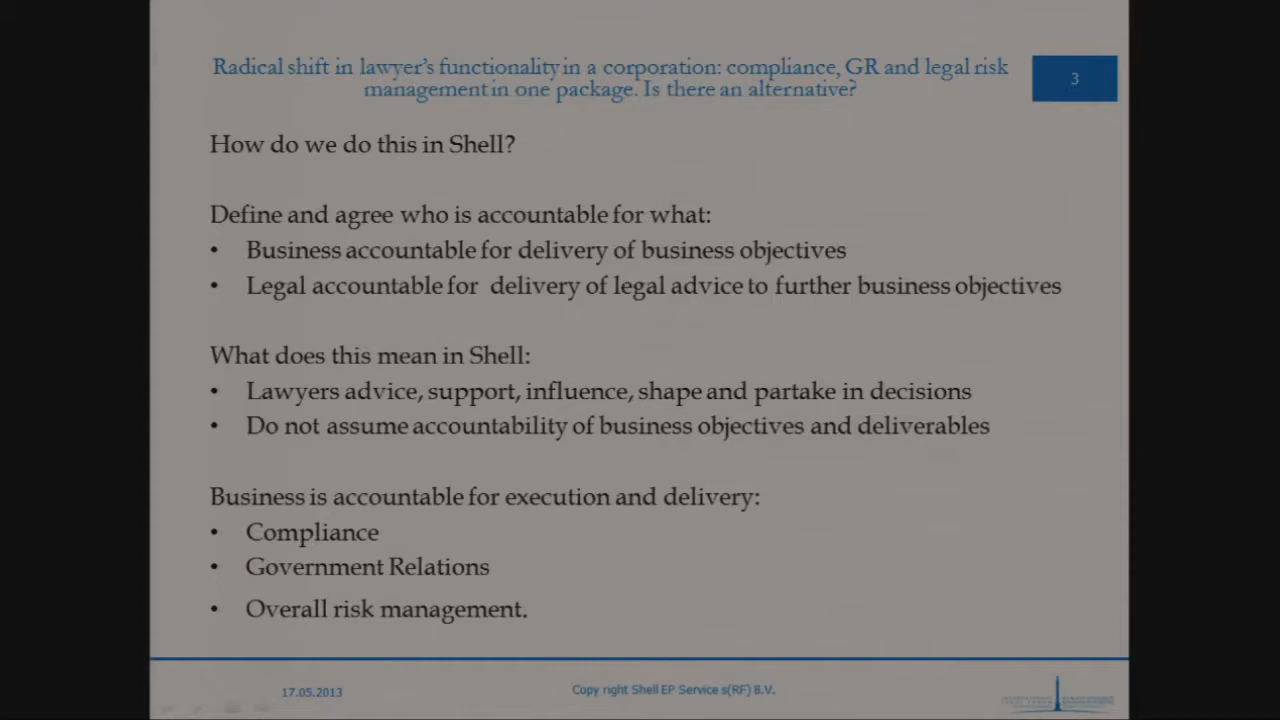 Radical shift in lawyer's functionality in a corporation: compliance, GR and legal risk
management in one package. Is there an alternative?
3
How do we do this in Shell?
Define and agree who is accountable for what:
• Business accountable for delivery of business objectives
• Legal accountable for delivery of legal advice to further business objectives
What does this mean in Shell:
• Lawyers advice, support, influence, shape and partake in decisions
• Do not assume accountability of business objectives and deliverables
Business is accountable for execution and delivery:
• Compliance
• Government Relations
• Overall risk management.
17.05.2013
Copy right Shell EP Service s(RF) B.V.